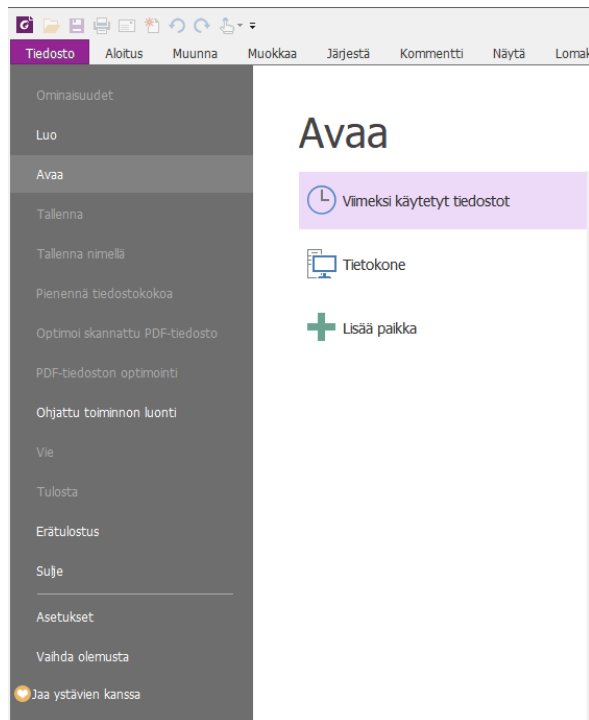 Tiedosto Aloitus Muunna Muokkaa Järjestä Kommentti Näytä Lomak
Ominaisuudet
Luo
Avaa
Tallenna
Tallenna nimellä
Pienennä tiedostokokoa
Optimoi skannattu PDF-tiedosto
PDF-tiedoston optimointi
Ohjattu toiminnon luonti
Vie
Tulosta
Erätulostus
Sulje
Asetukset
Vaihda olemusta
Jaa ystävien kanssa
Avaa
Viimeksi käytetyt tiedostot
Tietokone
Lisää paikka